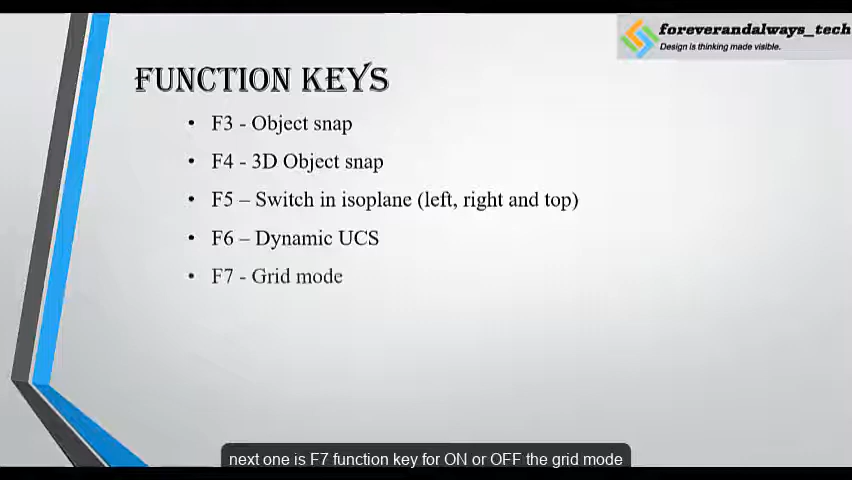 foreverandalways_tech
Design is thinking made visible.
FUNCTION KEYS
• F3 - Object snap
• F4 - 3D Object snap
• F5 – Switch in isoplane (left, right and top)
• F6 – Dynamic UCS
• F7 - Grid mode
next one is F7 function key for ON or OFF the grid mode